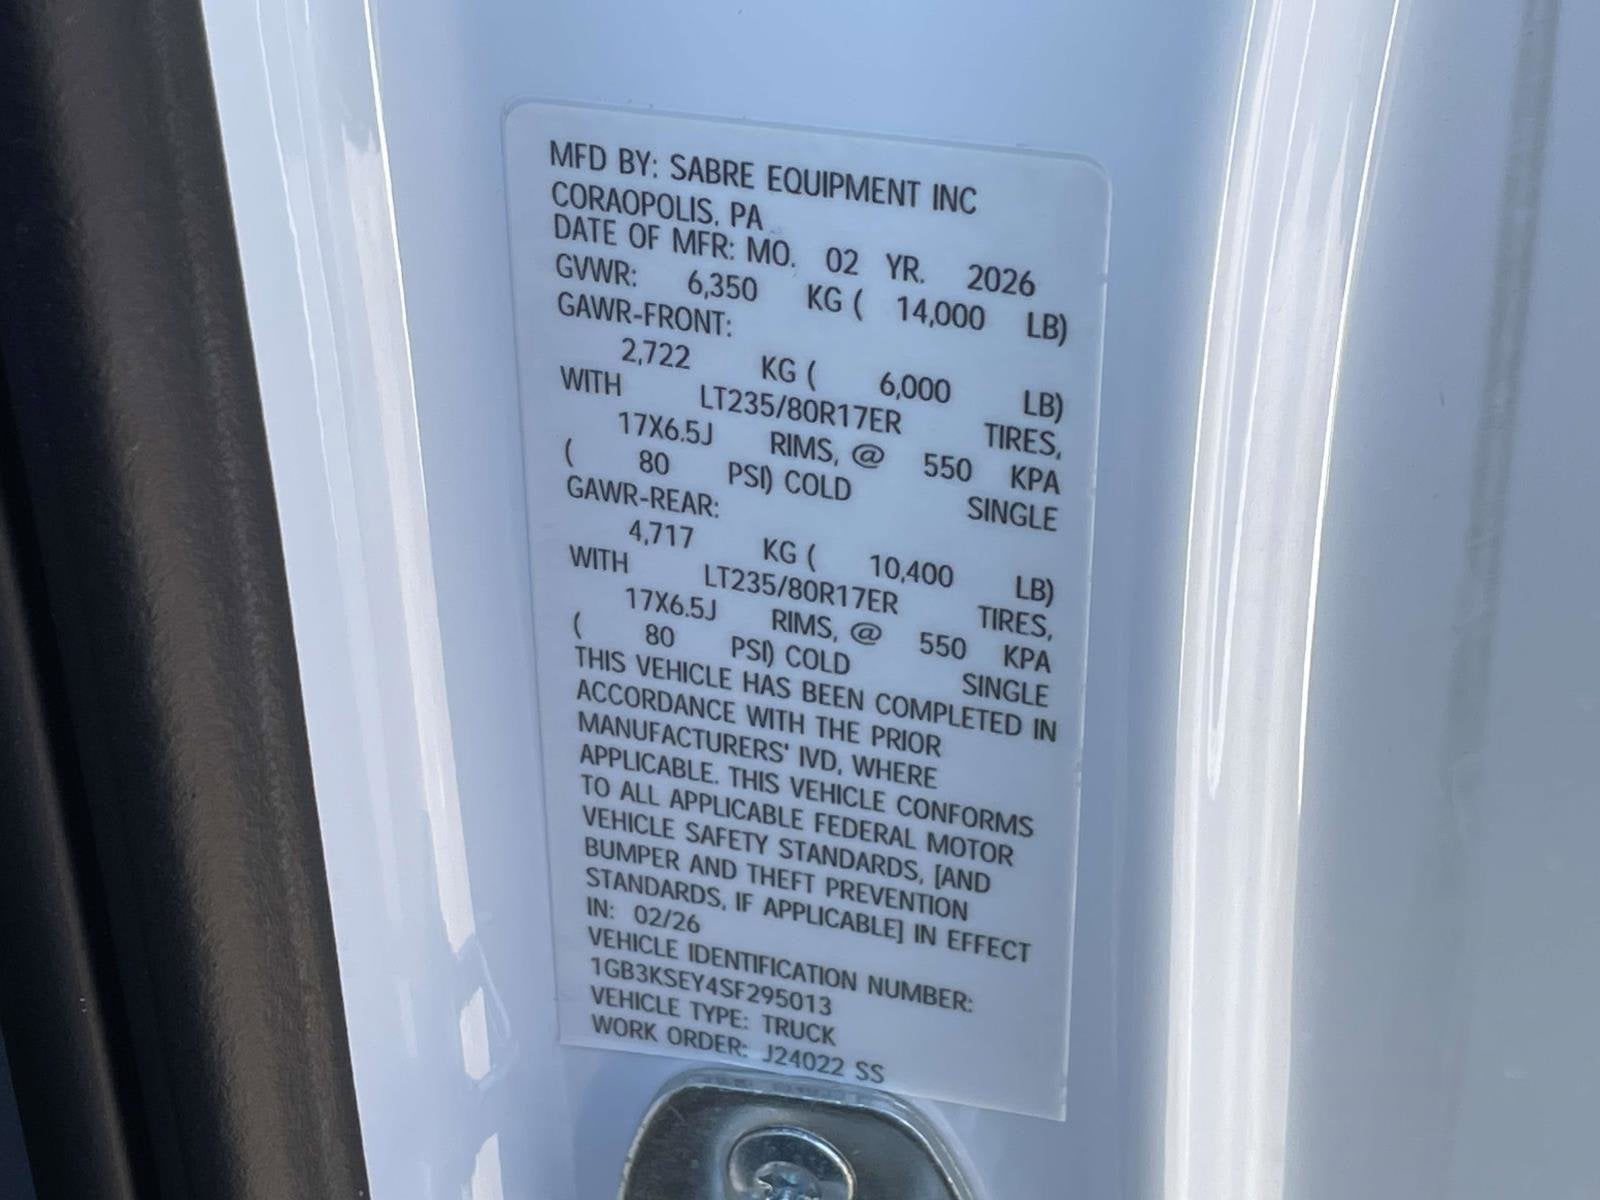 MFD BY: SABRE EQUIPMENT INC
CORAOPOLIS, PA
DATE OF MFR: MO. 02 YR. 2026
GVWR: 6,350 KG ( 14,000 LB)
GAWR-FRONT:
2,722 KG ( 6,000 LB)
WITH LT235/80R17ER TIRES,
17X6.5J RIMS, @ 550 KPA
( 80 PSI) COLD SINGLE
GAWR-REAR:
4,717 KG ( 10,400 LB)
WITH LT235/80R17ER TIRES,
17X6.5J RIMS, @ 550 KPA
( 80 PSI) COLD SINGLE
THIS VEHICLE HAS BEEN COMPLETED IN
ACCORDANCE WITH THE PRIOR
MANUFACTURERS' IVD, WHERE
APPLICABLE. THIS VEHICLE CONFORMS
TO ALL APPLICABLE FEDERAL MOTOR
VEHICLE SAFETY STANDARDS, [AND
BUMPER AND THEFT PREVENTION
STANDARDS, IF APPLICABLE] IN EFFECT
IN: 02/26
VEHICLE IDENTIFICATION NUMBER:
1GB3KSEY4SF295013
VEHICLE TYPE: TRUCK
WORK ORDER: J24022 SS